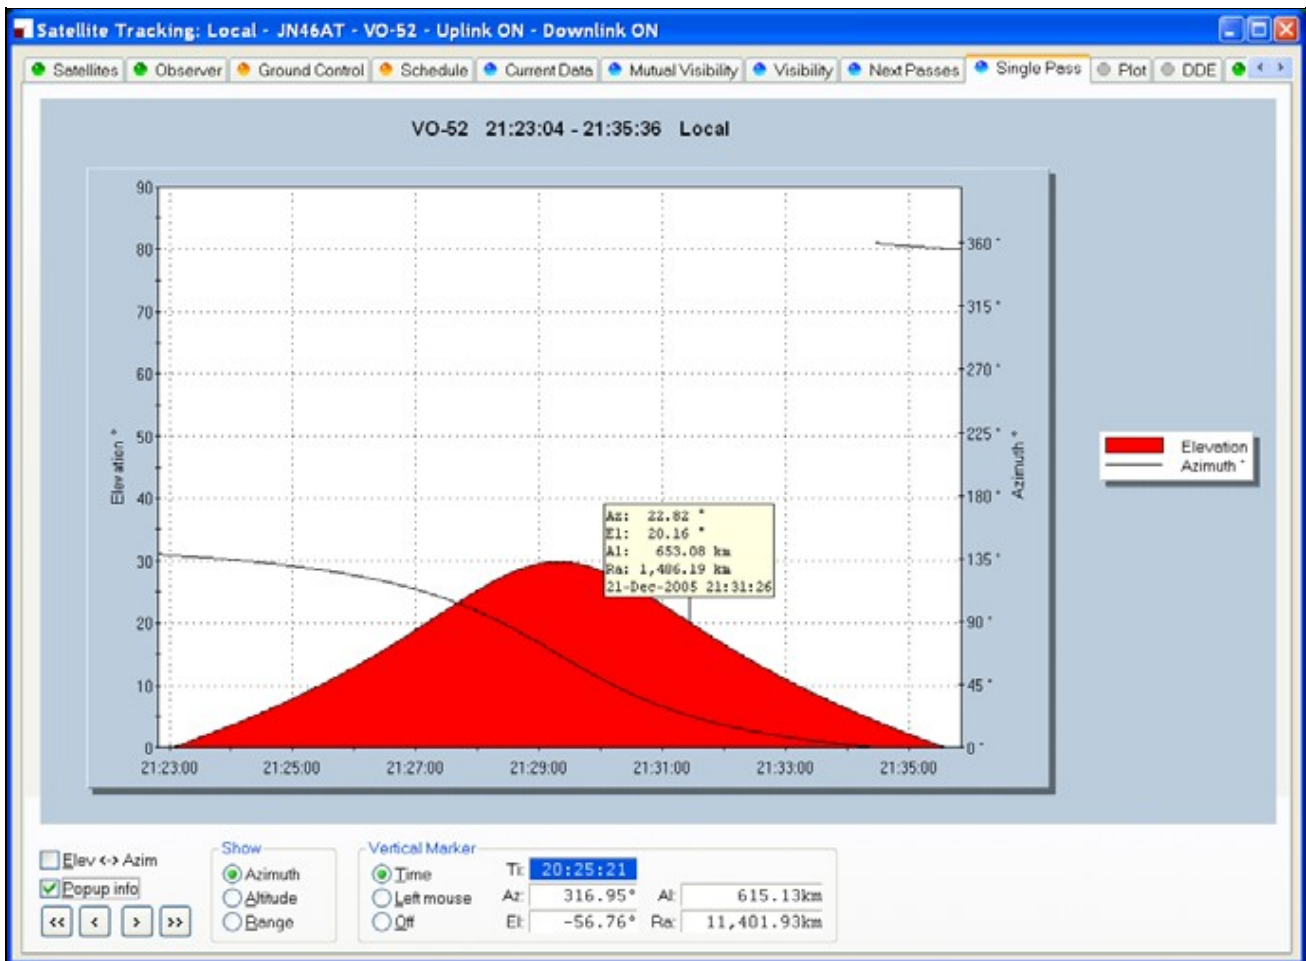 Satellite Tracking: Local - JN46AT - VO-52 - Uplink ON - Downlink ON
Satellites Observer Ground Control Schedule Current Data Mutual Visibility Visibility Next Passes Single Pass Plot DDE
VO-52 21:23:04 - 21:35:36 Local
90
80
70
60
50
40
30
20
10
0
Elevation °
360 °
315 °
270 °
225 °
180 °
135 °
90 °
45 °
0 °
Azimuth °
Az: 22.82 °
El: 20.16 °
Al: 653.08 km
Ra: 1,486.19 km
21-Dec-2005 21:31:26
21:23:00 21:25:00 21:27:00 21:29:00 21:31:00 21:33:00 21:35:00
Elevation
Azimuth °
Elev <-> Azim
Popup info
<< < > >>
Show
Azimuth
Altitude
Range
Vertical Marker
Time
Left mouse
Off
Ti: 20:25:21
Az: 316.95° Al: 615.13km
El: -56.76° Ra: 11,401.93km